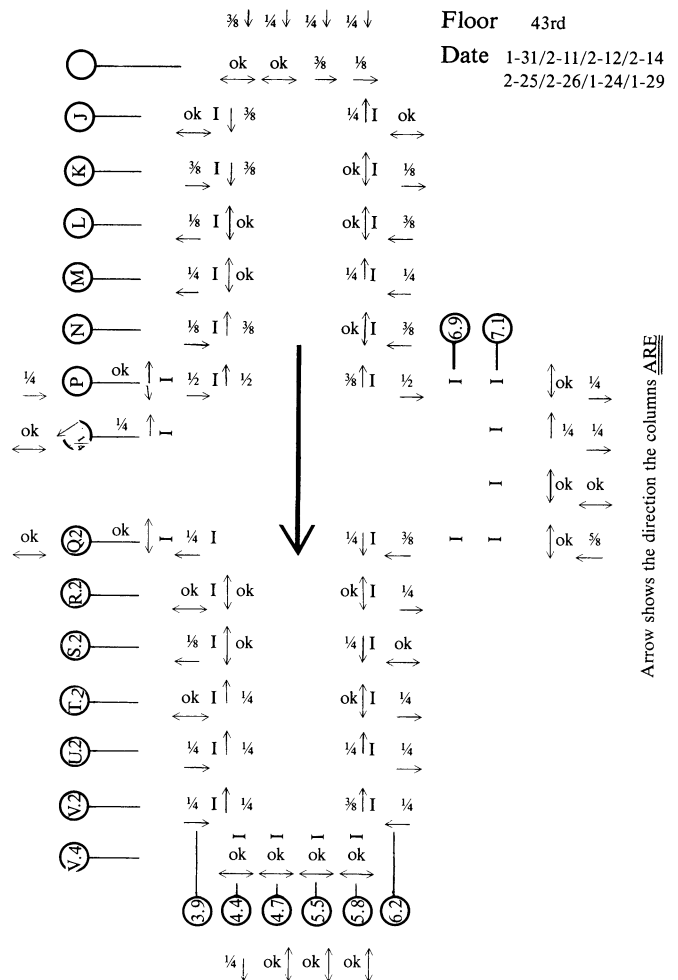 ⅜ ¼ ¼ ¼ Floor 43rd
ok ok ⅜ ⅛ Date 1-31/2-11/2-12/2-14
2-25/2-26/1-24/1-29
J ok I ⅜ ¼ I ok
K ⅜ I ⅜ ok I ⅛
L ⅛ I ok ok I ⅜
M ¼ I ok ¼ I ¼
N ⅛ I ⅜ ok I ⅜ 6.9 7.1
¼ P ok I ½ I ½ ⅜ I ½ I I ok ¼
ok ¼ I I ¼ ¼
I ok ok
ok Q.2 ok I ¼ I ¼ I ⅜ I I ok ⅝
R.2 ok I ok ok I ¼
S.2 ⅛ I ok ¼ I ok
T.2 ok I ¼ ok I ¼
U.2 ¼ I ¼ ¼ I ¼
V.2 ¼ I ¼ ⅜ I ¼
I I I I
V.4 ok ok ok ok
3.9 4.4 4.7 5.5 5.8 6.2
¼ ok ok ok
Arrow shows the direction the columns ARE